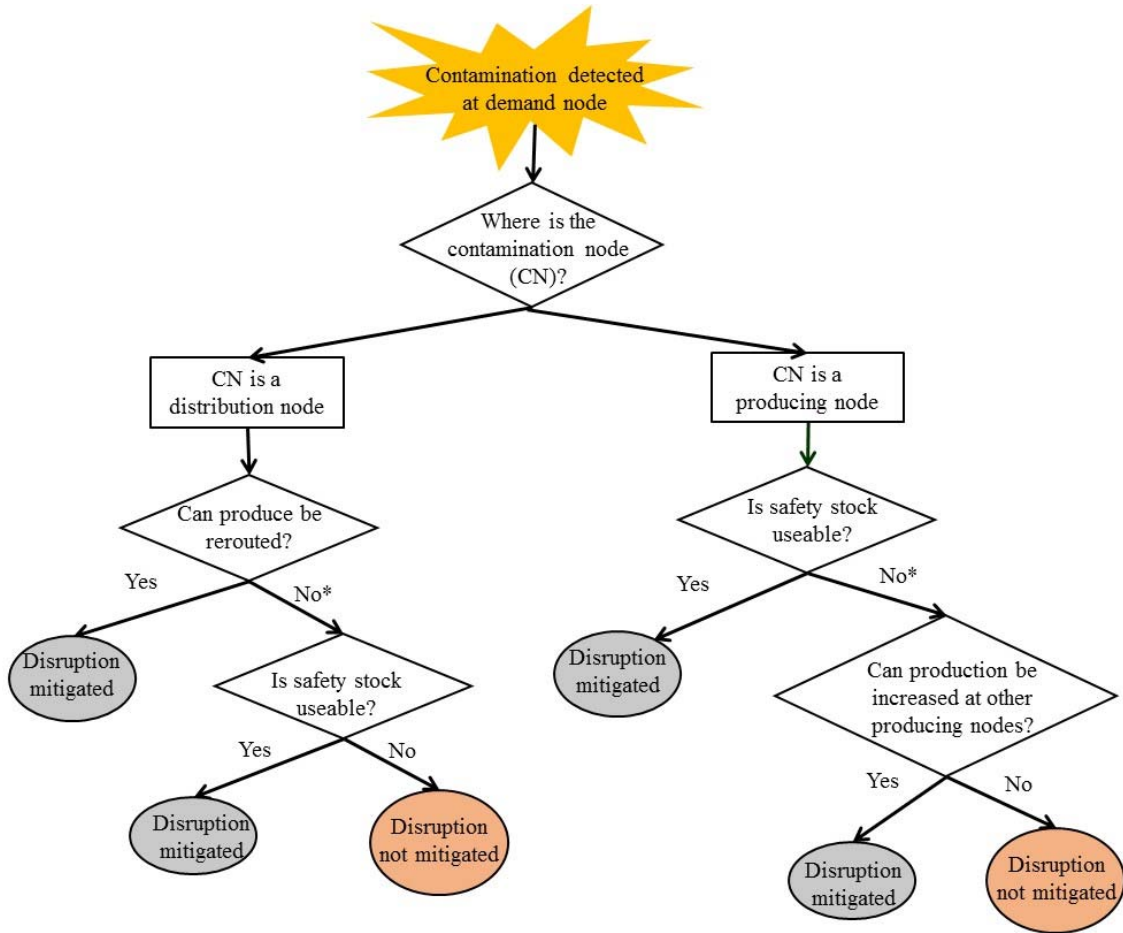 Contamination detected
at demand node
Where is the
contamination node
(CN)?
CN is a
distribution node
CN is a
producing node
Can produce be
rerouted?
Is safety stock
useable?
Yes
No*
Yes
No*
Disruption
mitigated
Is safety stock
useable?
Disruption
mitigated
Can production be
increased at other
producing nodes?
Yes
No
Yes
No
Disruption
mitigated
Disruption
not mitigated
Disruption
mitigated
Disruption
not mitigated